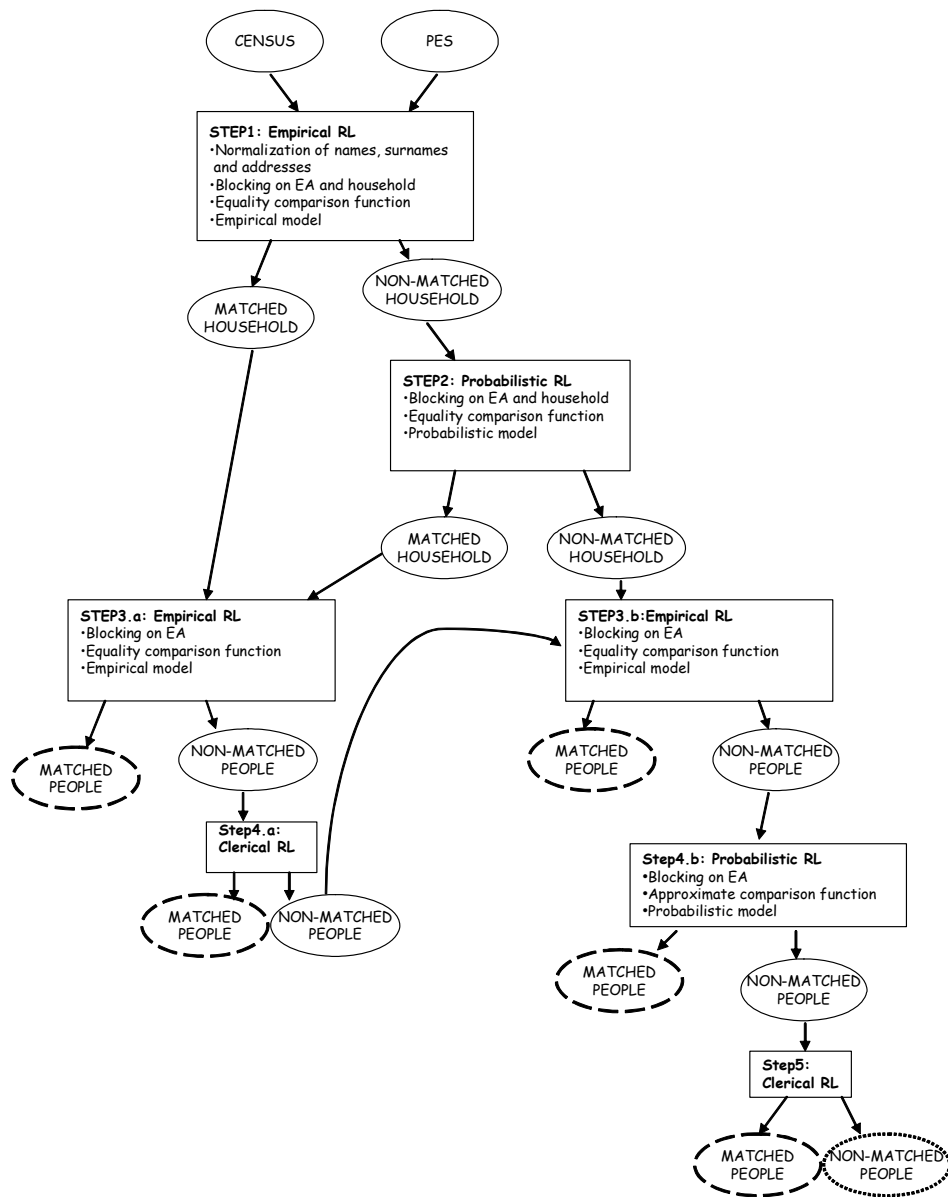 CENSUS
PES
STEP1: Empirical RL
•Normalization of names, surnames
and addresses
•Blocking on EA and household
•Equality comparison function
•Empirical model
NON-MATCHED
HOUSEHOLD
MATCHED
HOUSEHOLD
STEP2: Probabilistic RL
•Blocking on EA and household
•Equality comparison function
•Probabilistic model
MATCHED
HOUSEHOLD
NON-MATCHED
HOUSEHOLD
STEP3.a: Empirical RL
•Blocking on EA
•Equality comparison function
•Empirical model
STEP3.b:Empirical RL
•Blocking on EA
•Equality comparison function
•Empirical model
MATCHED
PEOPLE
NON-MATCHED
PEOPLE
MATCHED
PEOPLE
NON-MATCHED
PEOPLE
Step4.a:
Clerical RL
MATCHED
PEOPLE
NON-MATCHED
PEOPLE
Step4.b: Probabilistic RL
•Blocking on EA
•Approximate comparison function
•Probabilistic model
MATCHED
PEOPLE
NON-MATCHED
PEOPLE
Step5:
Clerical RL
MATCHED
PEOPLE
NON-MATCHED
PEOPLE